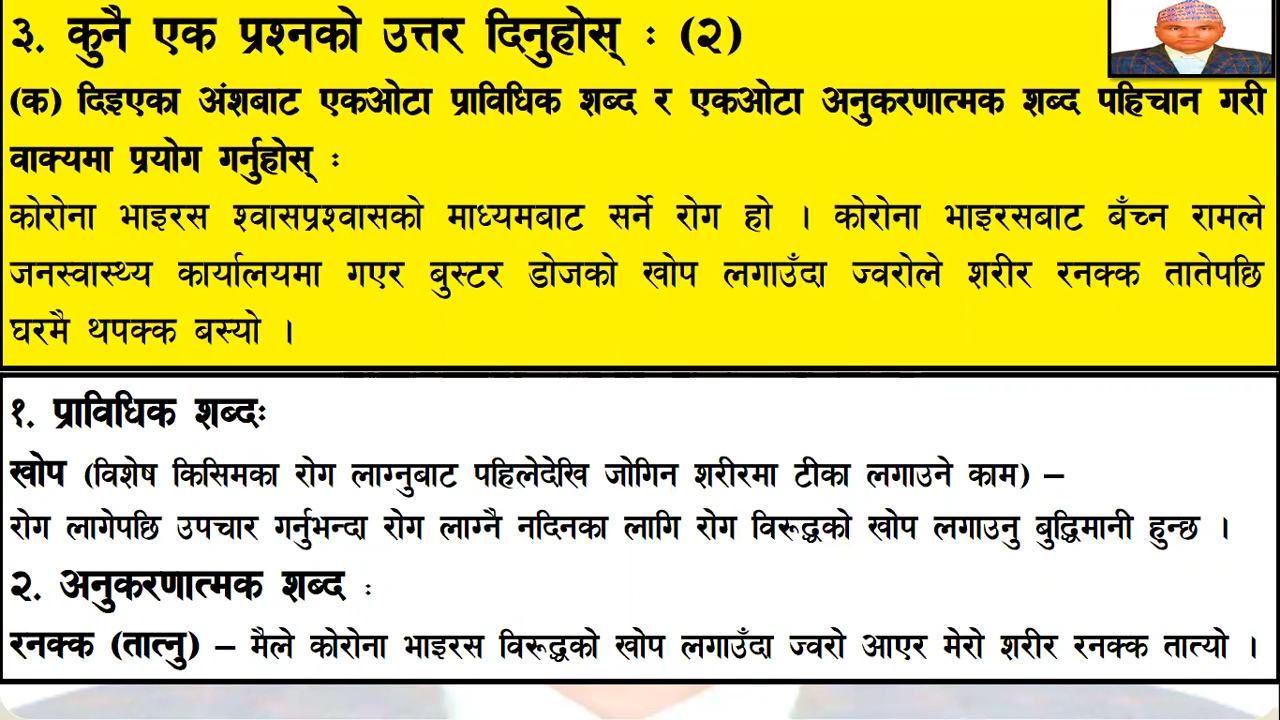 ३. कुनै एक प्रश्नको उत्तर दिनुहोस् : (२)
(क) दिइएका अंशबाट एकओटा प्राविधिक शब्द र एकओटा अनुकरणात्मक शब्द पहिचान गरी
वाक्यमा प्रयोग गर्नुहोस् :
कोरोना भाइरस श्वासप्रश्वासको माध्यमबाट सर्ने रोग हो । कोरोना भाइरसबाट बँच्न रामले
जनस्वास्थ्य कार्यालयमा गएर बुस्टर डोजको खोप लगाउँदा ज्वरोले शरीर रनक्क तातेपछि
घरमै थपक्क बस्यो ।
१. प्राविधिक शब्दः
खोप (विशेष किसिमका रोग लाग्नुबाट पहिलेदेखि जोगिन शरीरमा टीका लगाउने काम) –
रोग लागेपछि उपचार गर्नुभन्दा रोग लाग्नै नदिनका लागि रोग विरूद्धको खोप लगाउनु बुद्धिमानी हुन्छ ।
२. अनुकरणात्मक शब्द :
रनक्क (तात्नु) – मैले कोरोना भाइरस विरूद्धको खोप लगाउँदा ज्वरो आएर मेरो शरीर रनक्क तात्यो ।